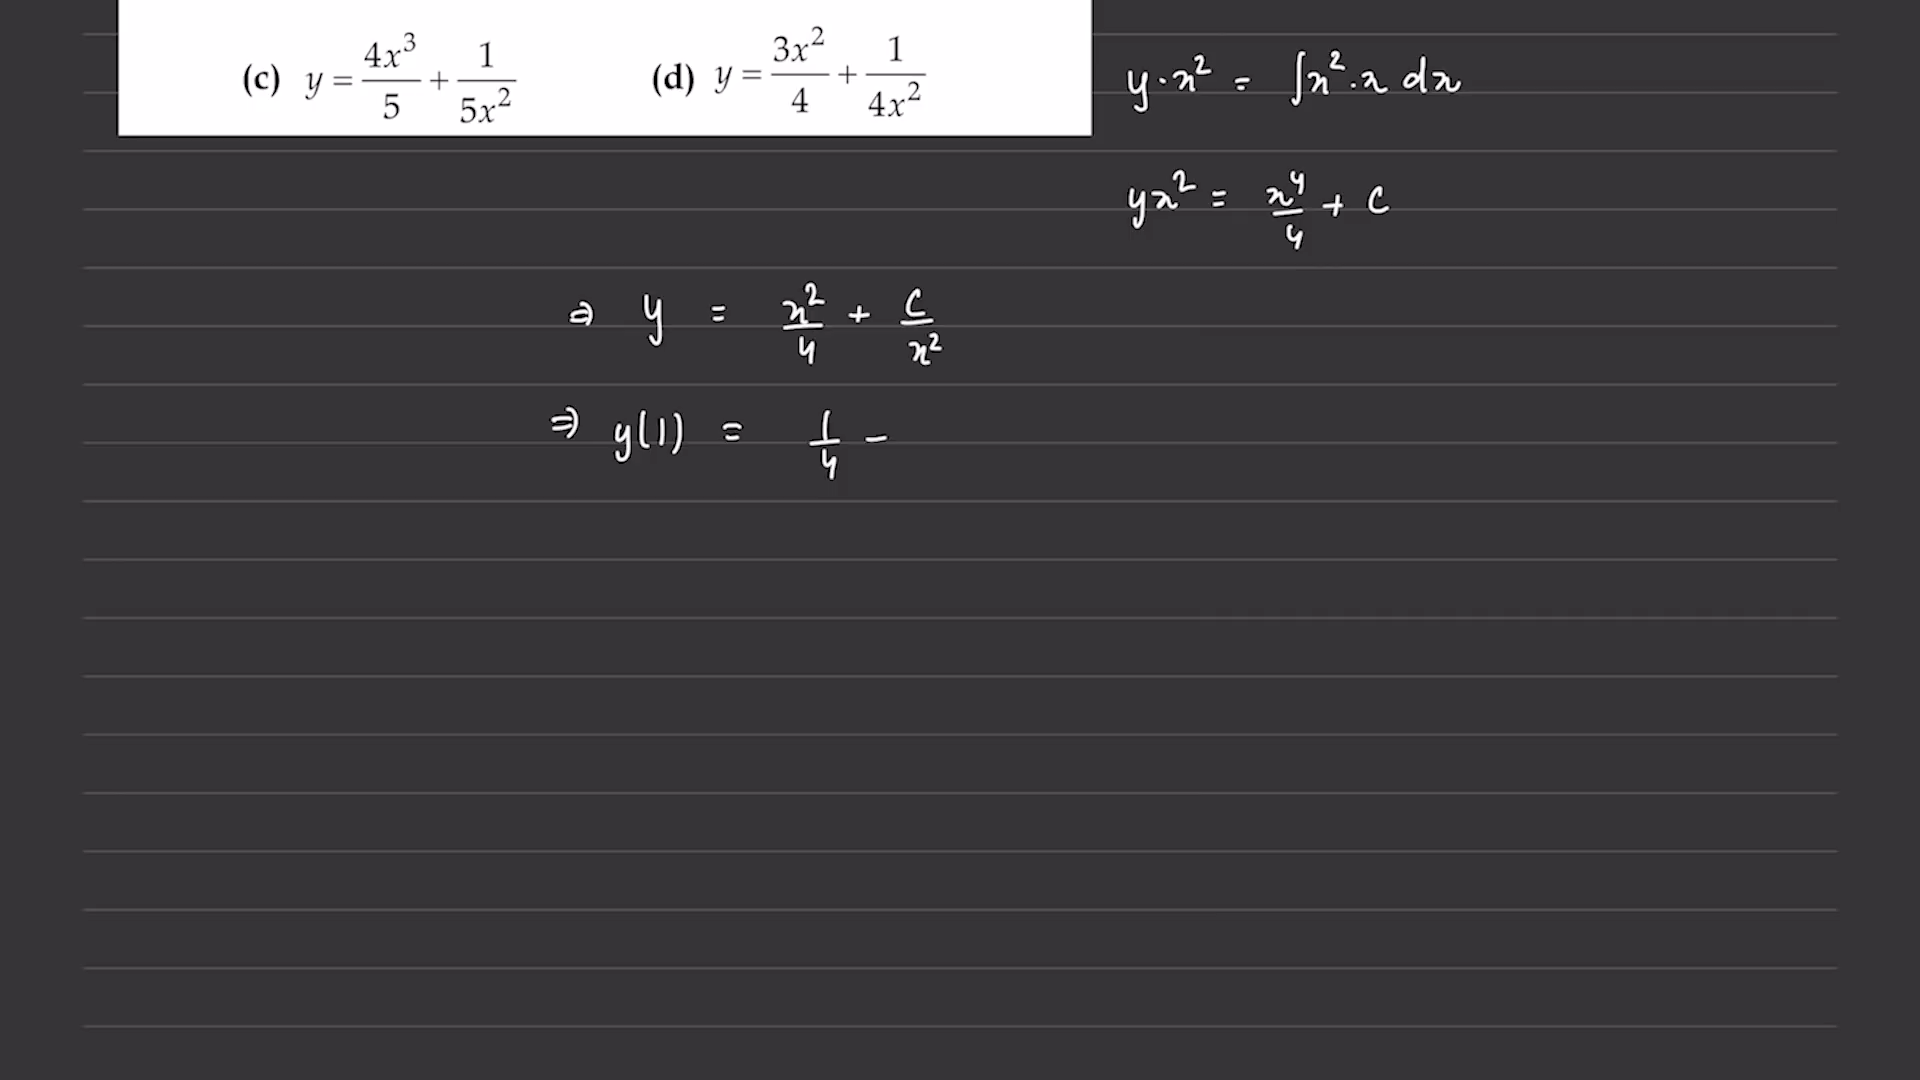 (c) y = 4x³/5 + 1/5x² (d) y = 3x²/4 + 1/4x²
y·x² = ∫x²·x dx
yx² = x⁴/4 + c
⇒ y = x²/4 + c/x²
⇒ y(1) = 1/4 –